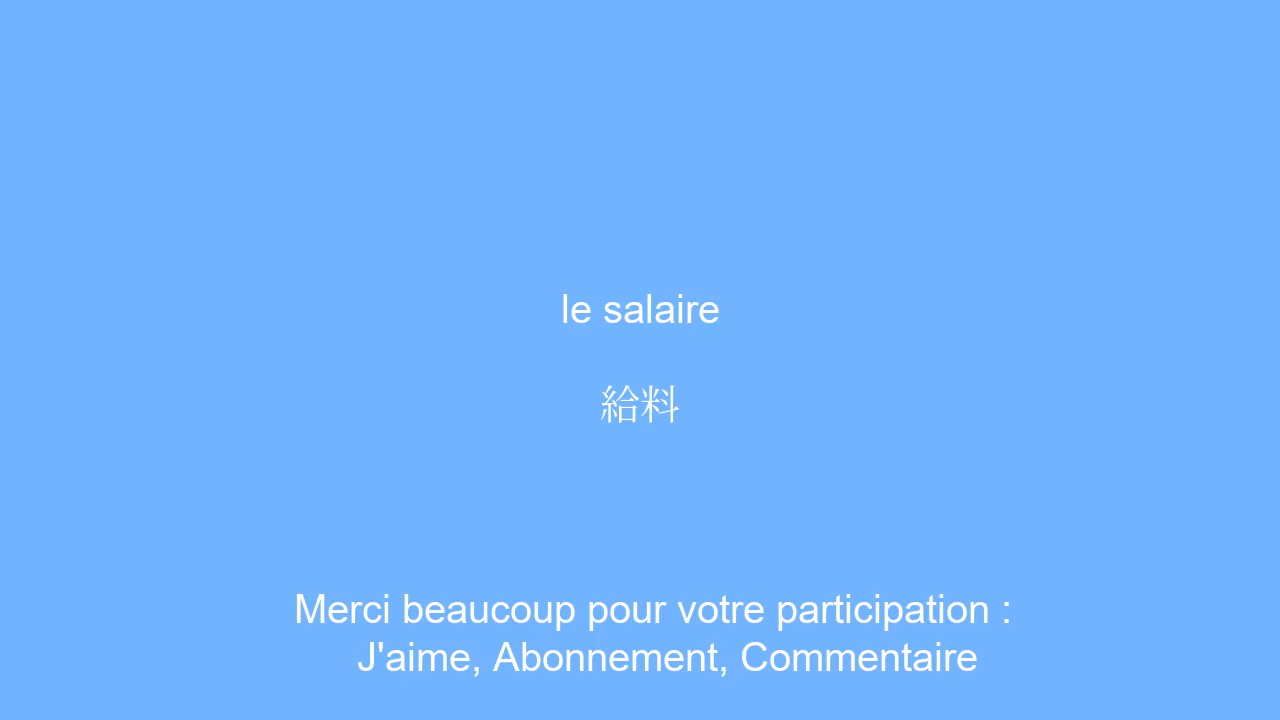 le salaire
給料
Merci beaucoup pour votre participation :
J'aime, Abonnement, Commentaire